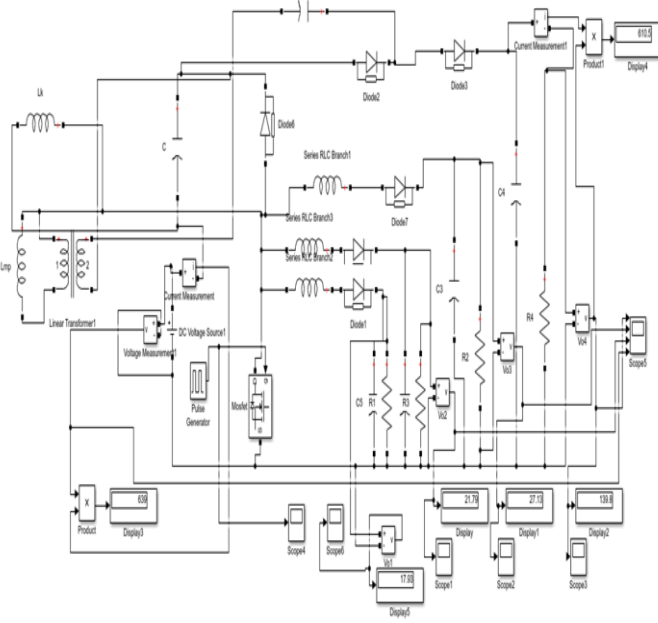 Current Measurement1
x
Product1
610.5
Display4
Lk
Diode2
Diode3
Diode6
C
Series RLC Branch1
C4
Diode7
Series RLC Branch3
Series RLC Branch2
Lmp
1
2
Linear Transformer1
Current Measurement
DC Voltage Source1
Voltage Measurement1
Diode1
C3
R2
R4
Vo4
Vo3
Scope5
Pulse
Generator
Mosfet
C5
R1
R3
Vo2
x
Product
639
Display3
Scope4
Scope6
Vo1
17.93
Display5
21.79
Display
27.13
Display1
139.8
Display2
Scope1
Scope2
Scope3